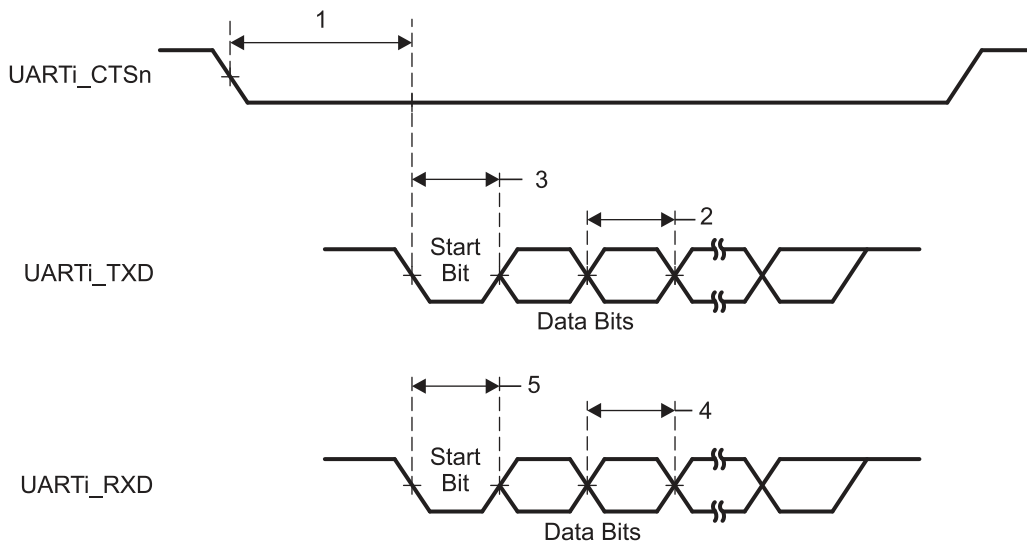 1
UARTi_CTSn
3
2
Start
Bit
UARTi_TXD
Data Bits
5
4
Start
Bit
UARTi_RXD
Data Bits